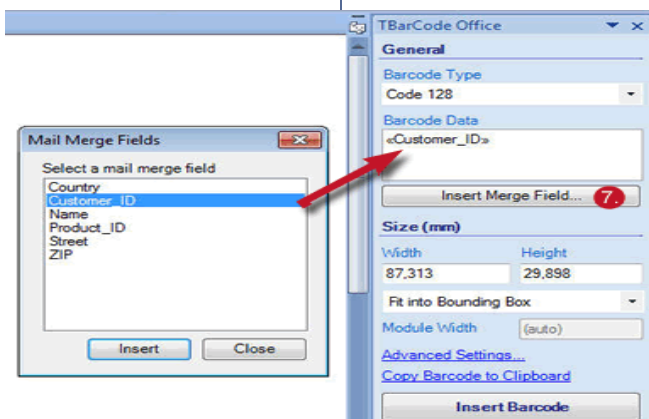 TBarCode Office
General
Barcode Type
Code 128
Barcode Data
«Customer_ID»
Insert Merge Field... 7.
Size (mm)
Width Height
87,313 29,898
Fit into Bounding Box
Module Width (auto)
Advanced Settings...
Copy Barcode to Clipboard
Insert Barcode
Mail Merge Fields
Select a mail merge field
Country
Customer_ID
Name
Product_ID
Street
ZIP
Insert Close